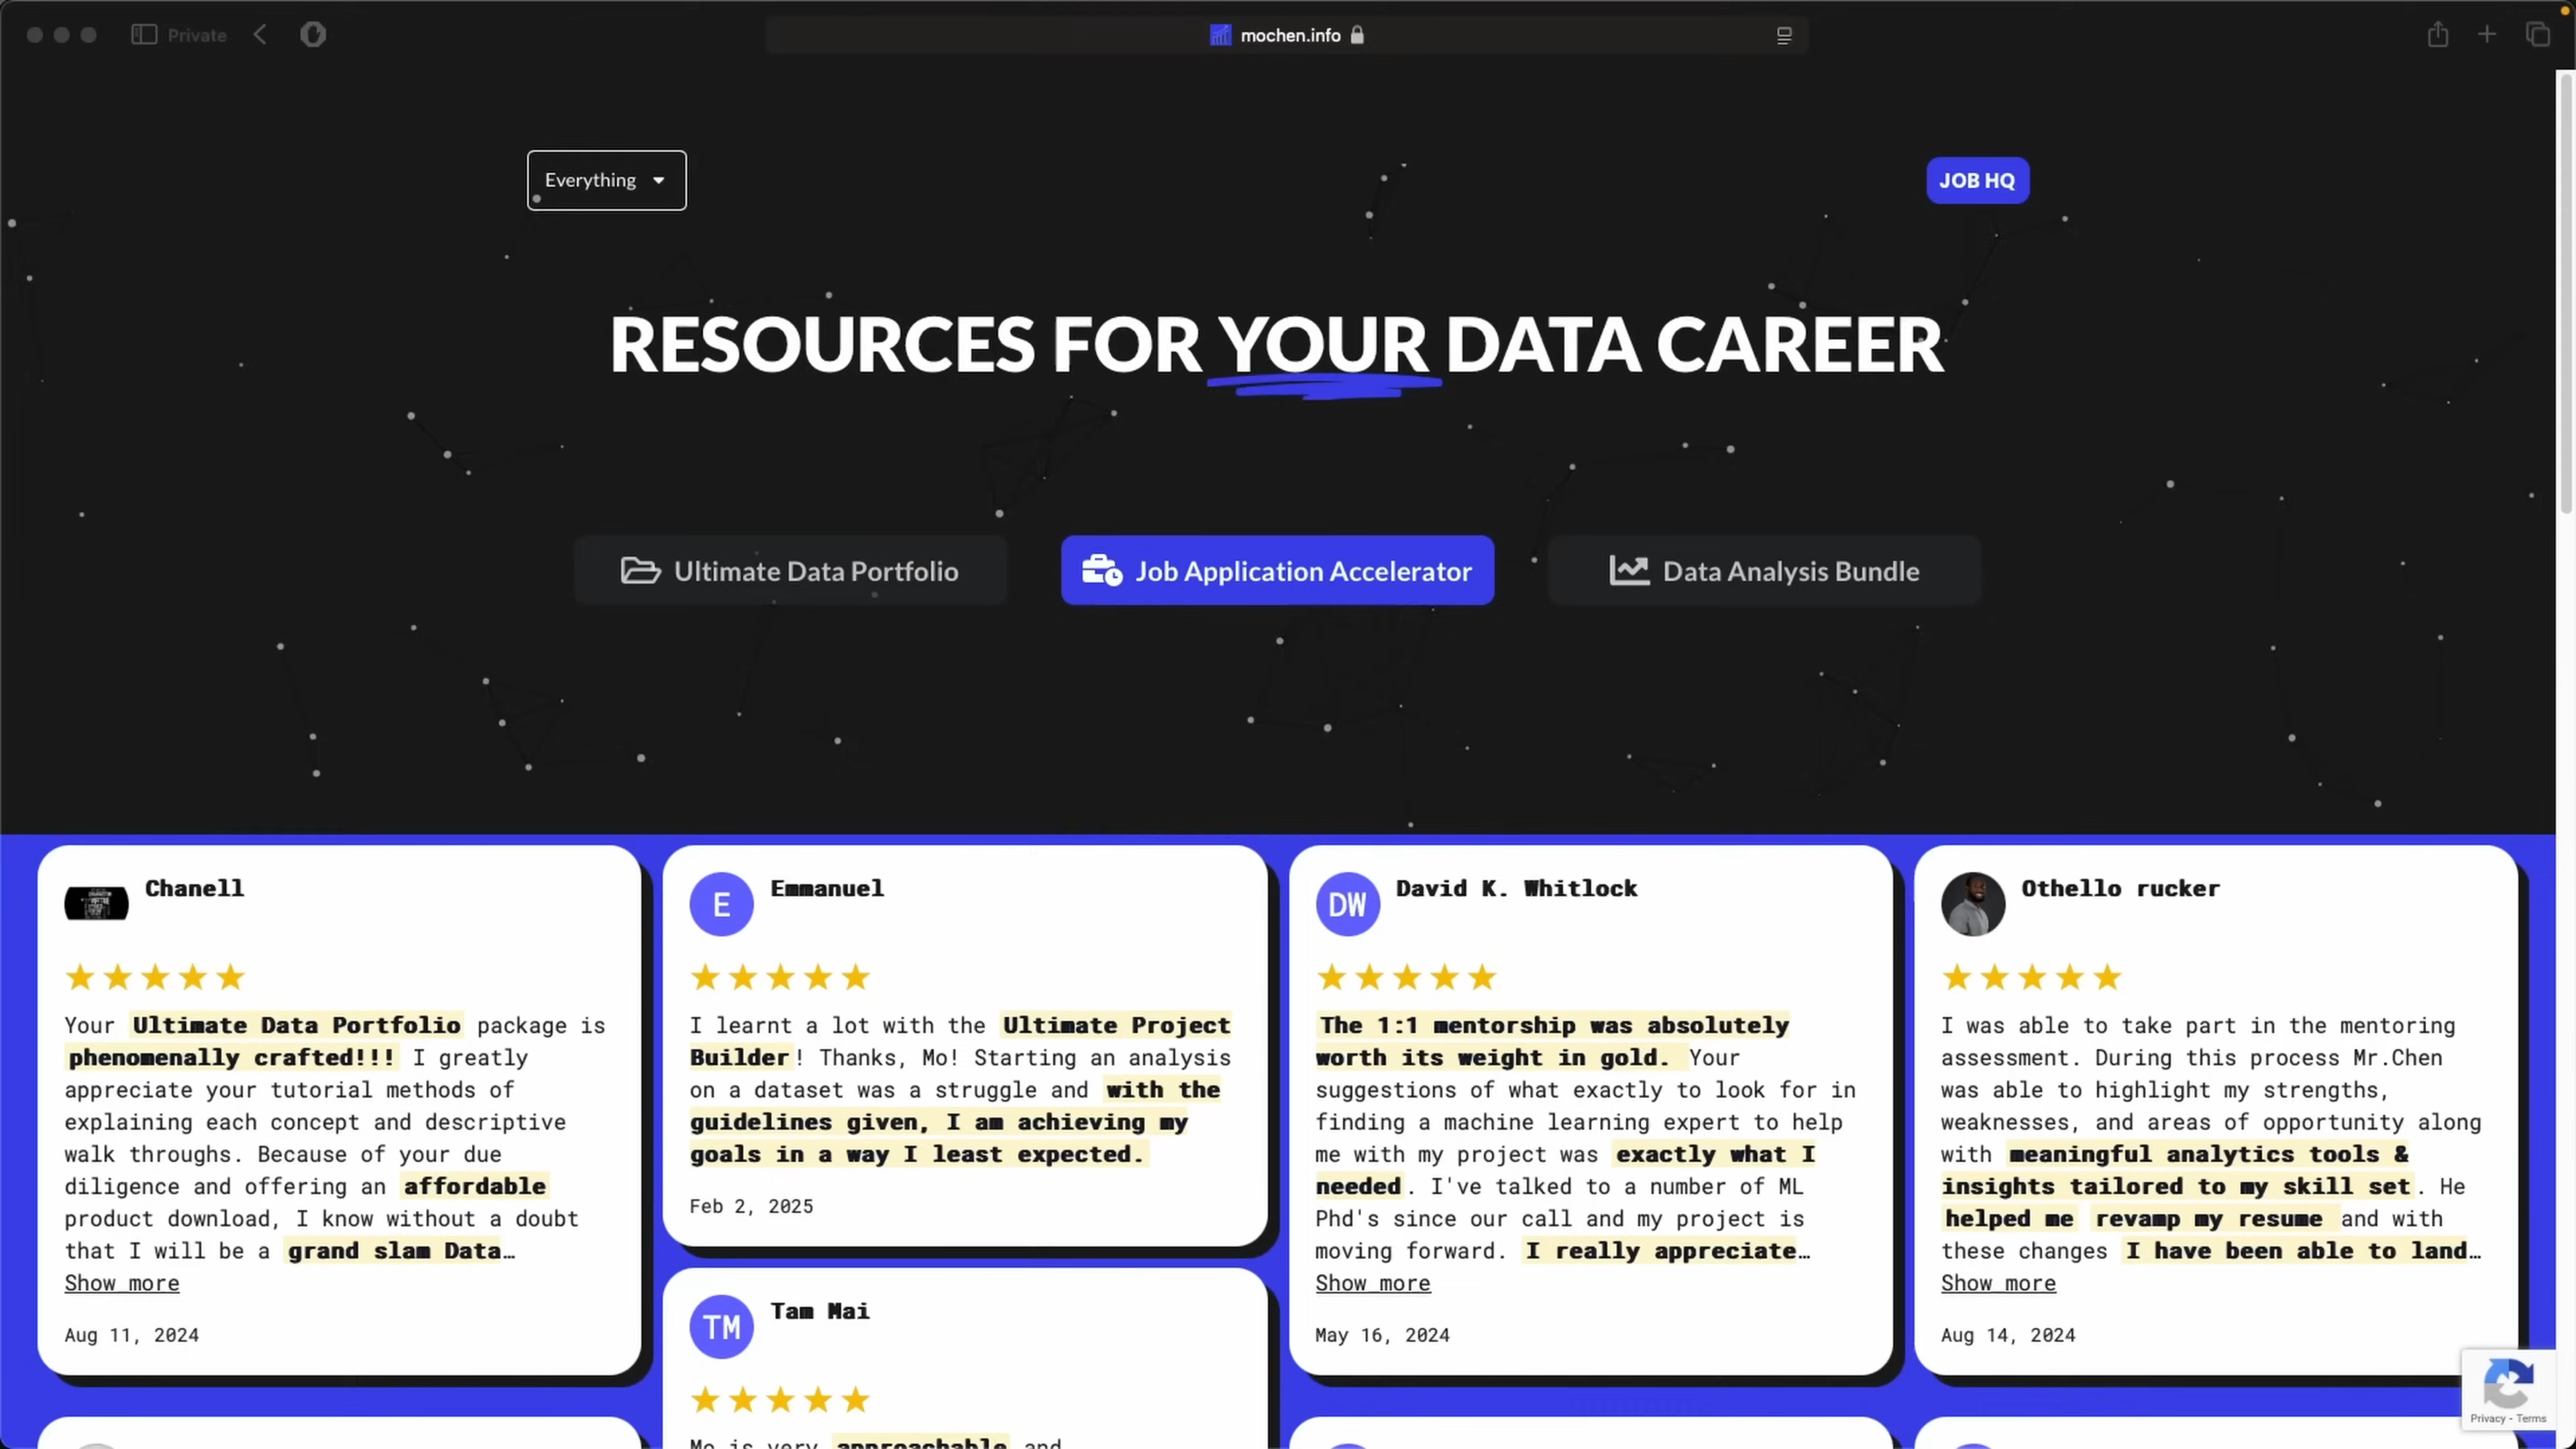 Private
mochen.info
Everything
JOB HQ
RESOURCES FOR YOUR DATA CAREER
Ultimate Data Portfolio
Job Application Accelerator
Data Analysis Bundle
Chanell
Your Ultimate Data Portfolio package is
phenomenally crafted!!! I greatly
appreciate your tutorial methods of
explaining each concept and descriptive
walk throughs. Because of your due
diligence and offering an affordable
product download, I know without a doubt
that I will be a grand slam Data…
Show more
Aug 11, 2024
E
Emmanuel
I learnt a lot with the Ultimate Project
Builder! Thanks, Mo! Starting an analysis
on a dataset was a struggle and with the
guidelines given, I am achieving my
goals in a way I least expected.
Feb 2, 2025
TM
Tam Mai
Mo is very approachable and
DW
David K. Whitlock
The 1:1 mentorship was absolutely
worth its weight in gold. Your
suggestions of what exactly to look for in
finding a machine learning expert to help
me with my project was exactly what I
needed. I've talked to a number of ML
Phd's since our call and my project is
moving forward. I really appreciate…
Show more
May 16, 2024
Othello rucker
I was able to take part in the mentoring
assessment. During this process Mr.Chen
was able to highlight my strengths,
weaknesses, and areas of opportunity along
with meaningful analytics tools &
insights tailored to my skill set. He
helped me revamp my resume and with
these changes I have been able to land…
Show more
Aug 14, 2024
Privacy - Terms